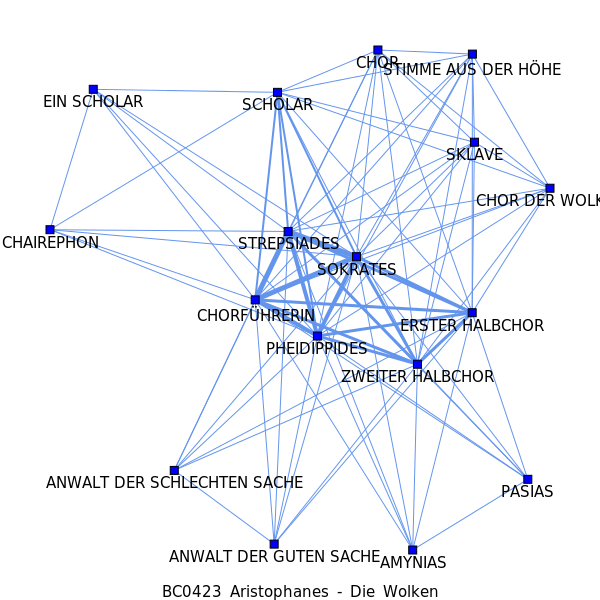 CHOR
STIMME AUS DER HÖHE
EIN SCHOLAR
SCHOLAR
SKLAVE
CHOR DER WOLK
CHAIREPHON
STREPSIADES
SOKRATES
CHORFÜHRERIN
ERSTER HALBCHOR
PHEIDIPPIDES
ZWEITER HALBCHOR
ANWALT DER SCHLECHTEN SACHE
PASIAS
ANWALT DER GUTEN SACHE
AMYNIAS
BC0423 Aristophanes - Die Wolken